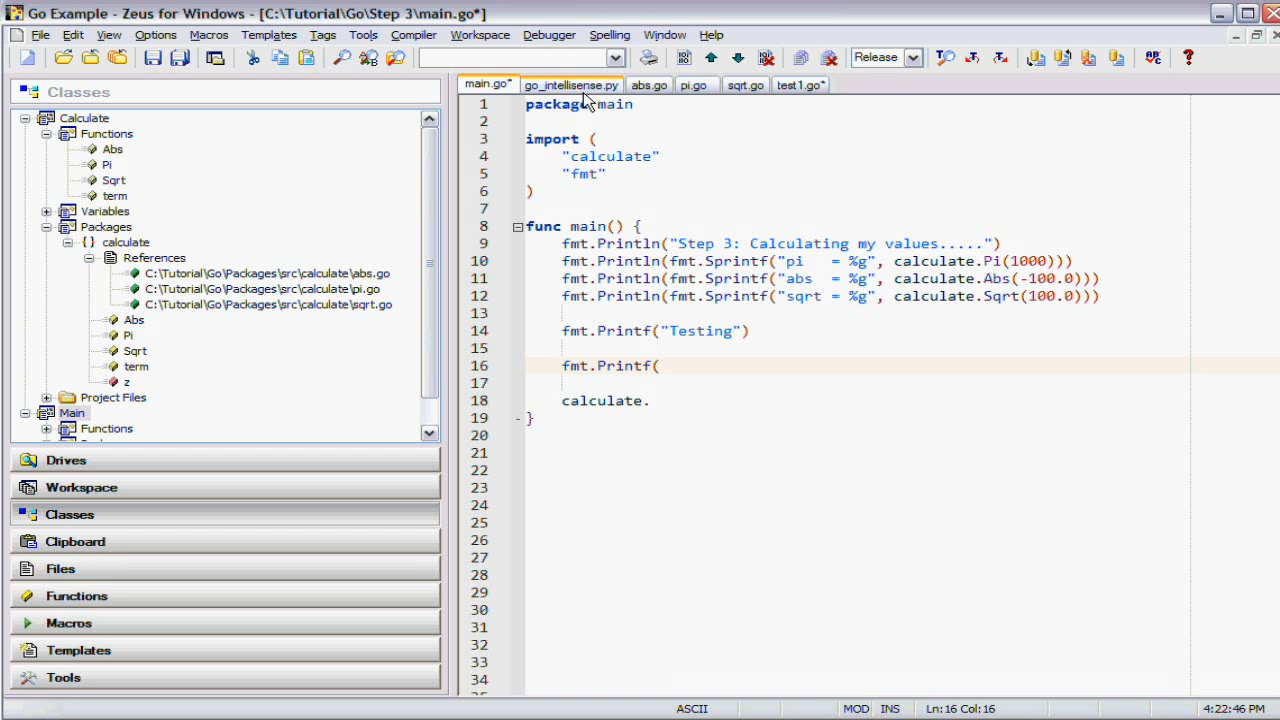 Go Example - Zeus for Windows - [C:\Tutorial\Go\Step 3\main.go*]
File Edit View Options Macros Templates Tags Tools Compiler Workspace Debugger Spelling Window Help
Release
Classes
Calculate
Functions
Abs
Pi
Sqrt
term
Variables
Packages
calculate
References
C:\Tutorial\Go\Packages\src\calculate\abs.go
C:\Tutorial\Go\Packages\src\calculate\pi.go
C:\Tutorial\Go\Packages\src\calculate\sqrt.go
Abs
Pi
Sqrt
term
z
Project Files
Main
Functions
Drives
Workspace
Classes
Clipboard
Files
Functions
Macros
Templates
Tools
main.go* go_intellisense.py abs.go pi.go sqrt.go test1.go*
1 package main
2
3 import (
4 "calculate"
5 "fmt"
6 )
7
8 func main() {
9 fmt.Println("Step 3: Calculating my values.....")
10 fmt.Println(fmt.Sprintf("pi   = %g", calculate.Pi(1000)))
11 fmt.Println(fmt.Sprintf("abs  = %g", calculate.Abs(-100.0)))
12 fmt.Println(fmt.Sprintf("sqrt = %g", calculate.Sqrt(100.0)))
13
14 fmt.Printf("Testing")
15
16 fmt.Printf(
17
18 calculate.
19 }
20
21
22
23
24
25
26
27
28
29
30
31
32
33
34
ASCII MOD INS Ln:16 Col:16 4:22:46 PM